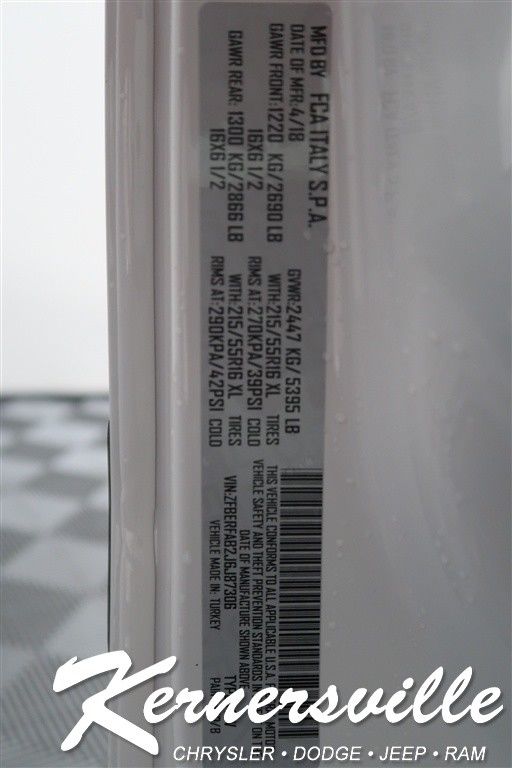 MFD BY FCA ITALY S.P.A.
DATE OF MFR:4/18 GVWR:2447 KG/5395 LB
GAWR FRONT:1220 KG/2690 LB WITH:215/55R16 XL TIRES
16X6 1/2 RIMS AT:270KPA/39PSI COLD
GAWR REAR:1300 KG/2866 LB WITH:215/55R16 XL TIRES
16X6 1/2 RIMS AT:290KPA/42PSI COLD
THIS VEHICLE CONFORMS TO ALL APPLICABLE U.S.A. MOTOR
VEHICLE SAFETY AND THEFT PREVENTION STANDARDS IN
DATE OF MANUFACTURE SHOWN ABOVE.
VIN:ZFBERFAB2J6J87306
VEHICLE MADE IN: TURKEY
Kernersville
CHRYSLER • DODGE • JEEP • RAM